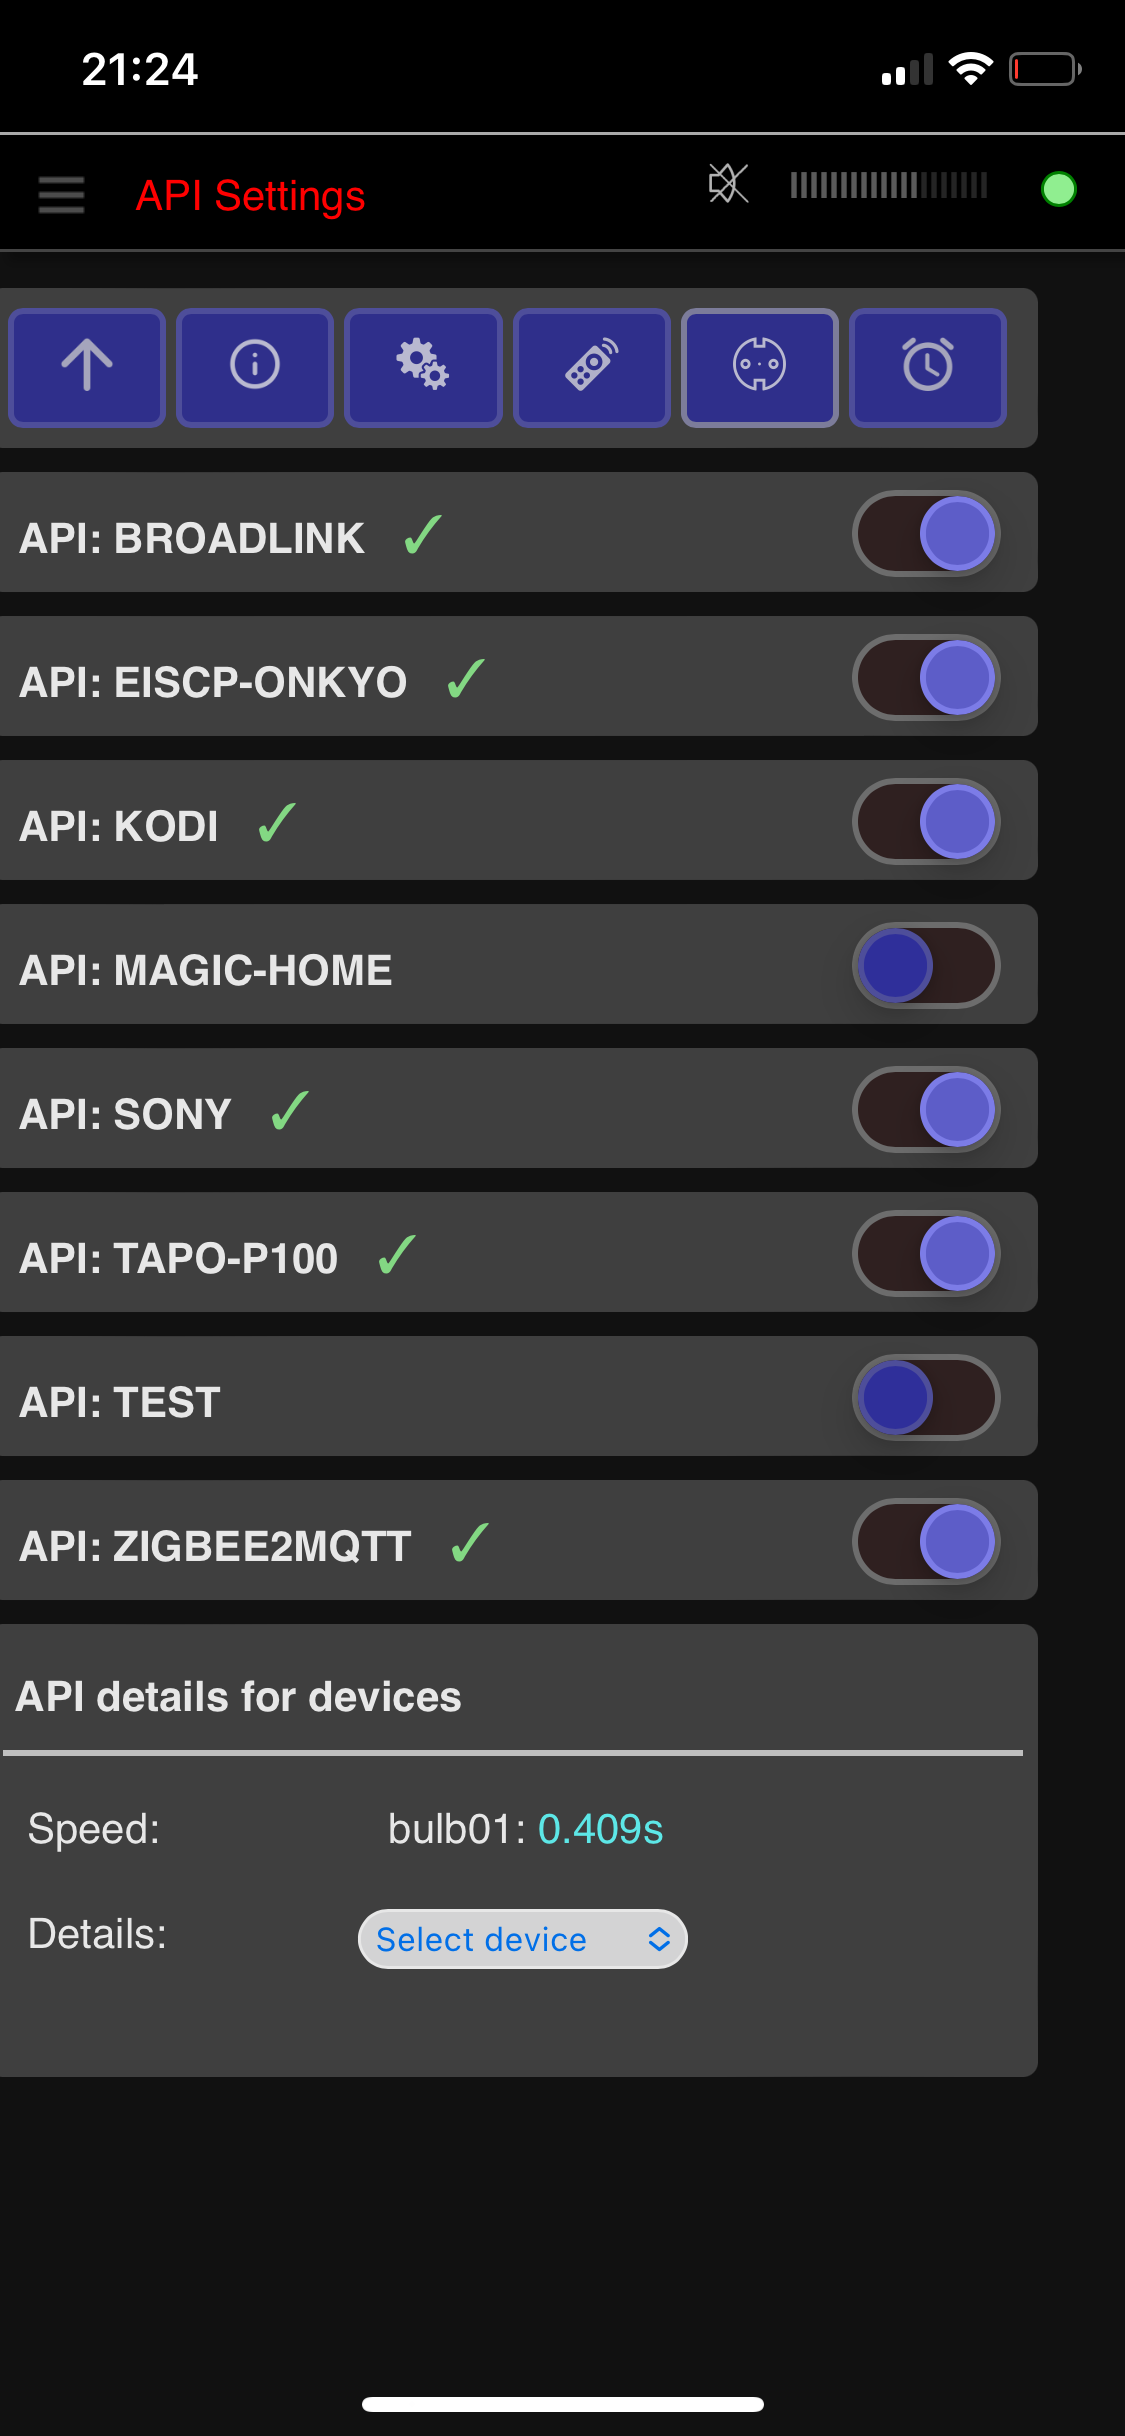 21:24
API Settings
API: BROADLINK ✓
API: EISCP-ONKYO ✓
API: KODI ✓
API: MAGIC-HOME
API: SONY ✓
API: TAPO-P100 ✓
API: TEST
API: ZIGBEE2MQTT ✓
API details for devices
Speed: bulb01: 0.409s
Details: Select device